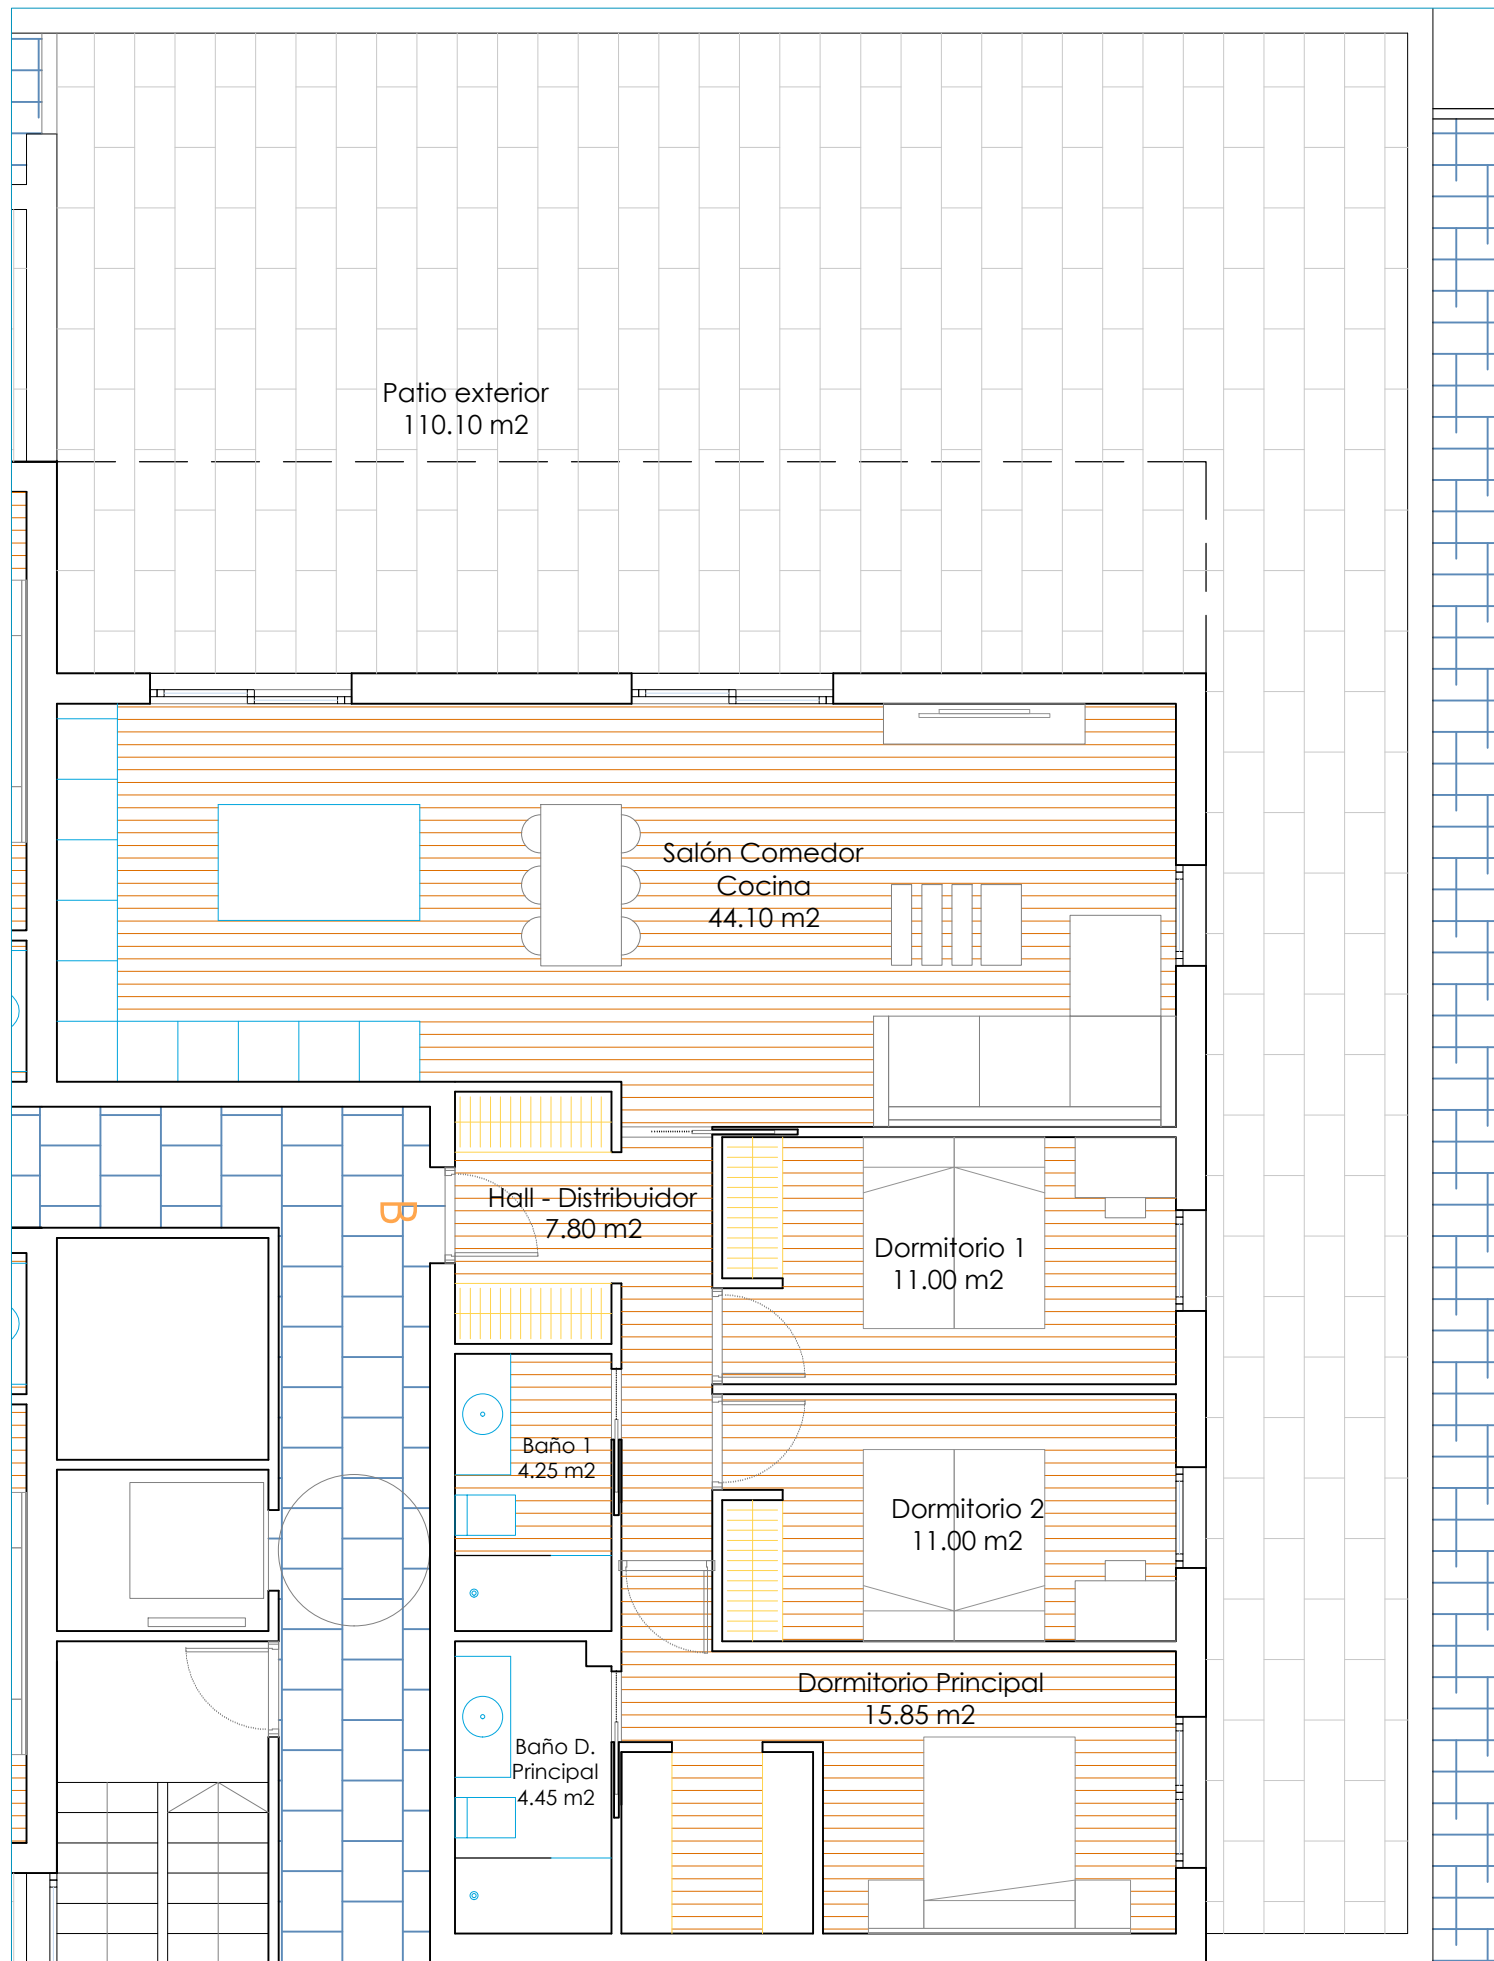 Patio exterior
110.10 m2
Salón Comedor
Cocina
44.10 m2
B
Hall - Distribuidor
7.80 m2
Dormitorio 1
11.00 m2
Baño 1
4.25 m2
Dormitorio 2
11.00 m2
Dormitorio Principal
15.85 m2
Baño D.
Principal
4.45 m2